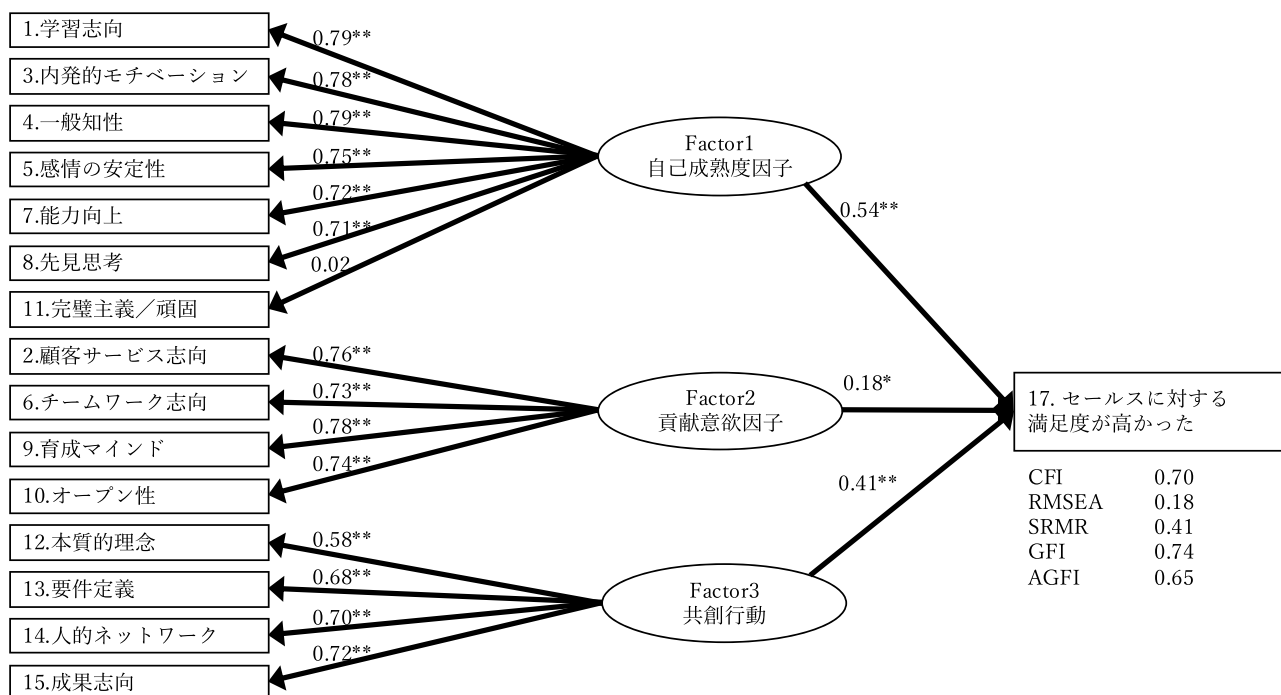 1.学習志向
3.内発的モチベーション
4.一般知性
5.感情の安定性
7.能力向上
8.先見思考
11.完璧主義／頑固
2.顧客サービス志向
6.チームワーク志向
9.育成マインド
10.オープン性
12.本質的理念
13.要件定義
14.人的ネットワーク
15.成果志向
0.79**
0.78**
0.79**
0.75**
0.72**
0.71**
0.02
0.76**
0.73**
0.78**
0.74**
0.58**
0.68**
0.70**
0.72**
Factor1
自己成熟度因子
Factor2
貢献意欲因子
Factor3
共創行動
0.54**
0.18*
0.41**
17. セールスに対する
満足度が高かった
CFI 0.70
RMSEA 0.18
SRMR 0.41
GFI 0.74
AGFI 0.65